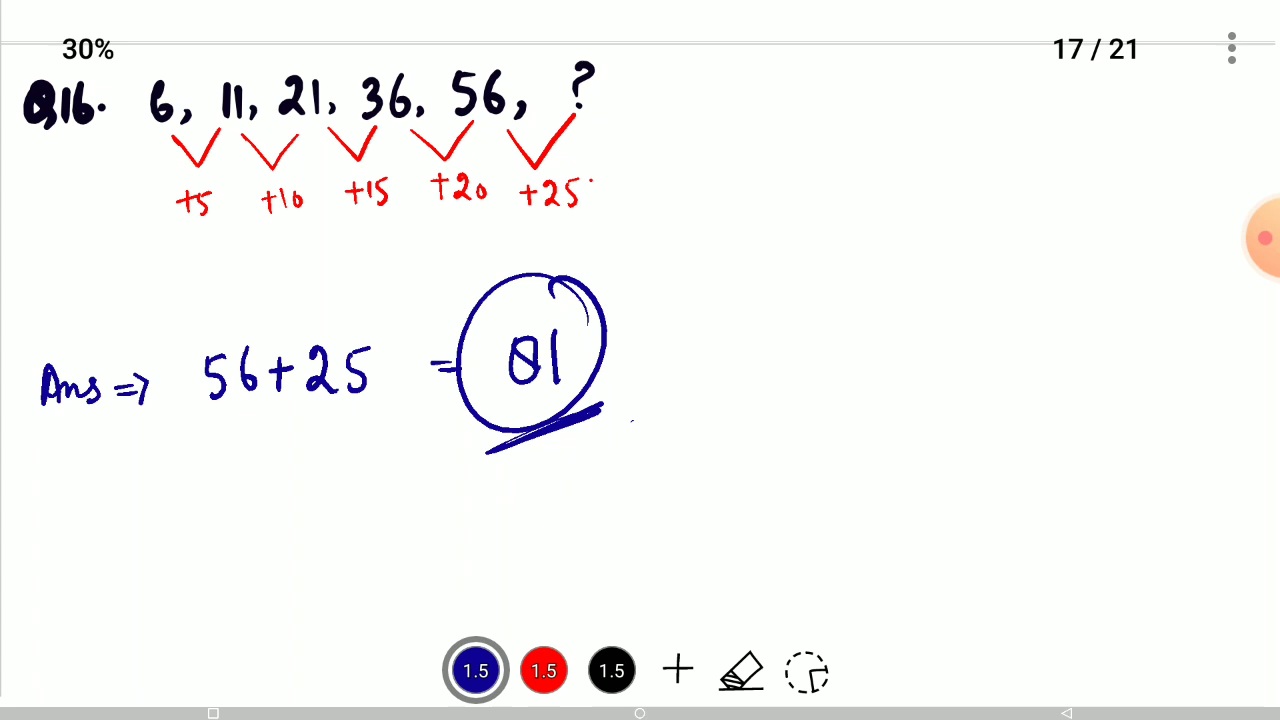 30% 17 / 21
Q16. 6, 11, 21, 36, 56, ?
+5 +10 +15 +20 +25
Ans => 56+25 = 81
1.5 1.5 1.5